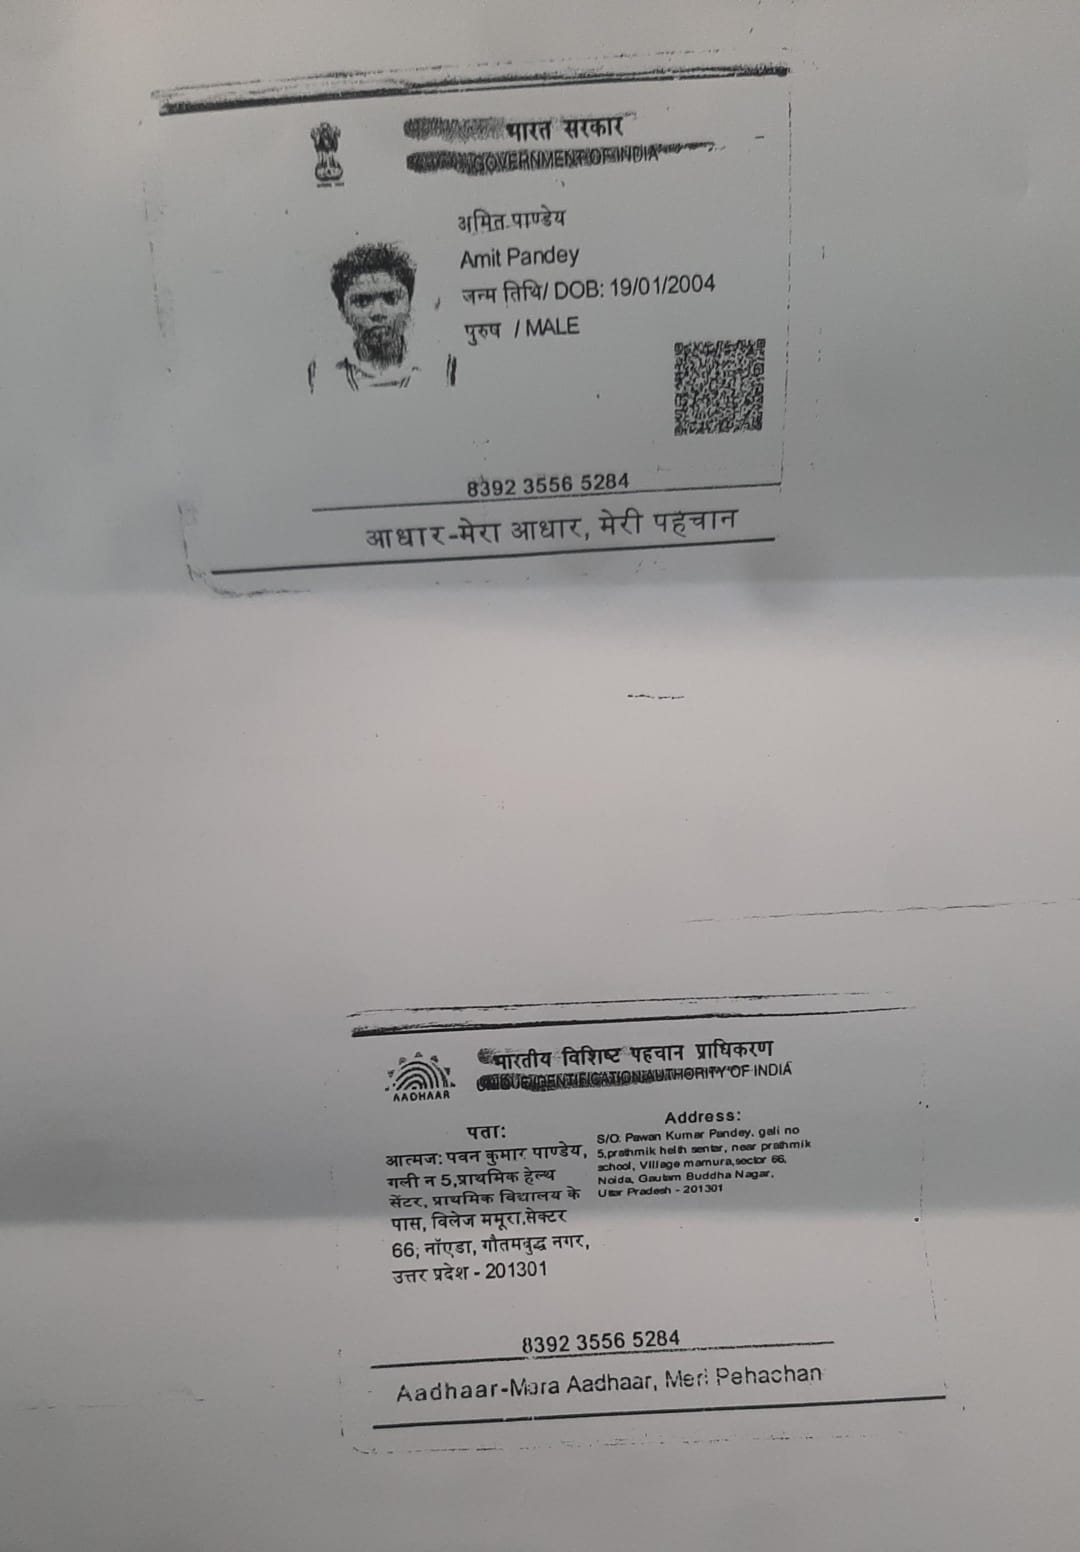 भारत सरकार
GOVERNMENT OF INDIA
अमित पाण्डेय
Amit Pandey
जन्म तिथि/ DOB: 19/01/2004
पुरुष / MALE
8392 3556 5284
आधार-मेरा आधार, मेरी पहचान
भारतीय विशिष्ट पहचान प्राधिकरण
UNIQUE IDENTIFICATION AUTHORITY OF INDIA
AADHAAR
पता:
आत्मज: पवन कुमार पाण्डेय,
गली न 5,प्राथमिक हेल्थ
सेंटर, प्राथमिक विद्यालय के
पास, विलेज ममूरा,सेक्टर
66, नॉएडा, गौतमबुद्ध नगर,
उत्तर प्रदेश - 201301
Address:
S/O: Pawan Kumar Pandey, gali no
5,prathmik helth senter, near prathmik
school, Village mamura,sector 66,
Noida, Gautam Buddha Nagar,
Uttar Pradesh - 201301
8392 3556 5284
Aadhaar-Mera Aadhaar, Meri Pehachan